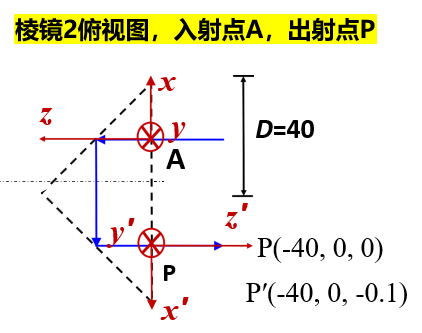 棱镜2俯视图，入射点A，出射点P
x
z
y
A
D=40
z′
y′
P
P(-40, 0, 0)
x′
P′(-40, 0, -0.1)